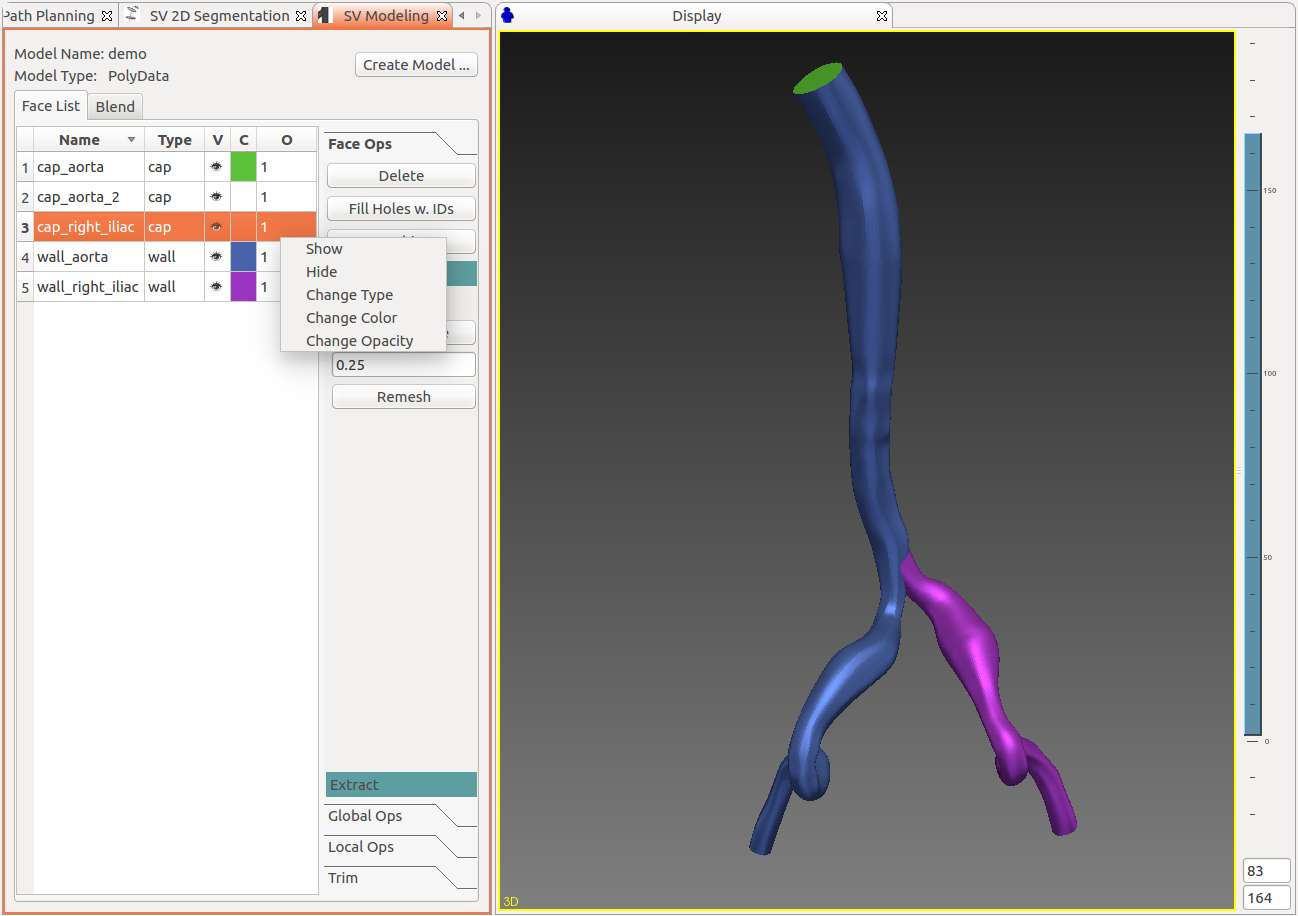 Path Planning
SV 2D Segmentation
SV Modeling
Display
Model Name: demo
Model Type: PolyData
Create Model ...
Face List
Blend
Name Type V C O
1 cap_aorta cap 1
2 cap_aorta_2 cap 1
3 cap_right_iliac cap 1
4 wall_aorta wall 1
5 wall_right_iliac wall 1
Show
Hide
Change Type
Change Color
Change Opacity
Face Ops
Delete
Fill Holes w. IDs
0.25
Remesh
Extract
Global Ops
Local Ops
Trim
3D
150
100
50
0
83
164